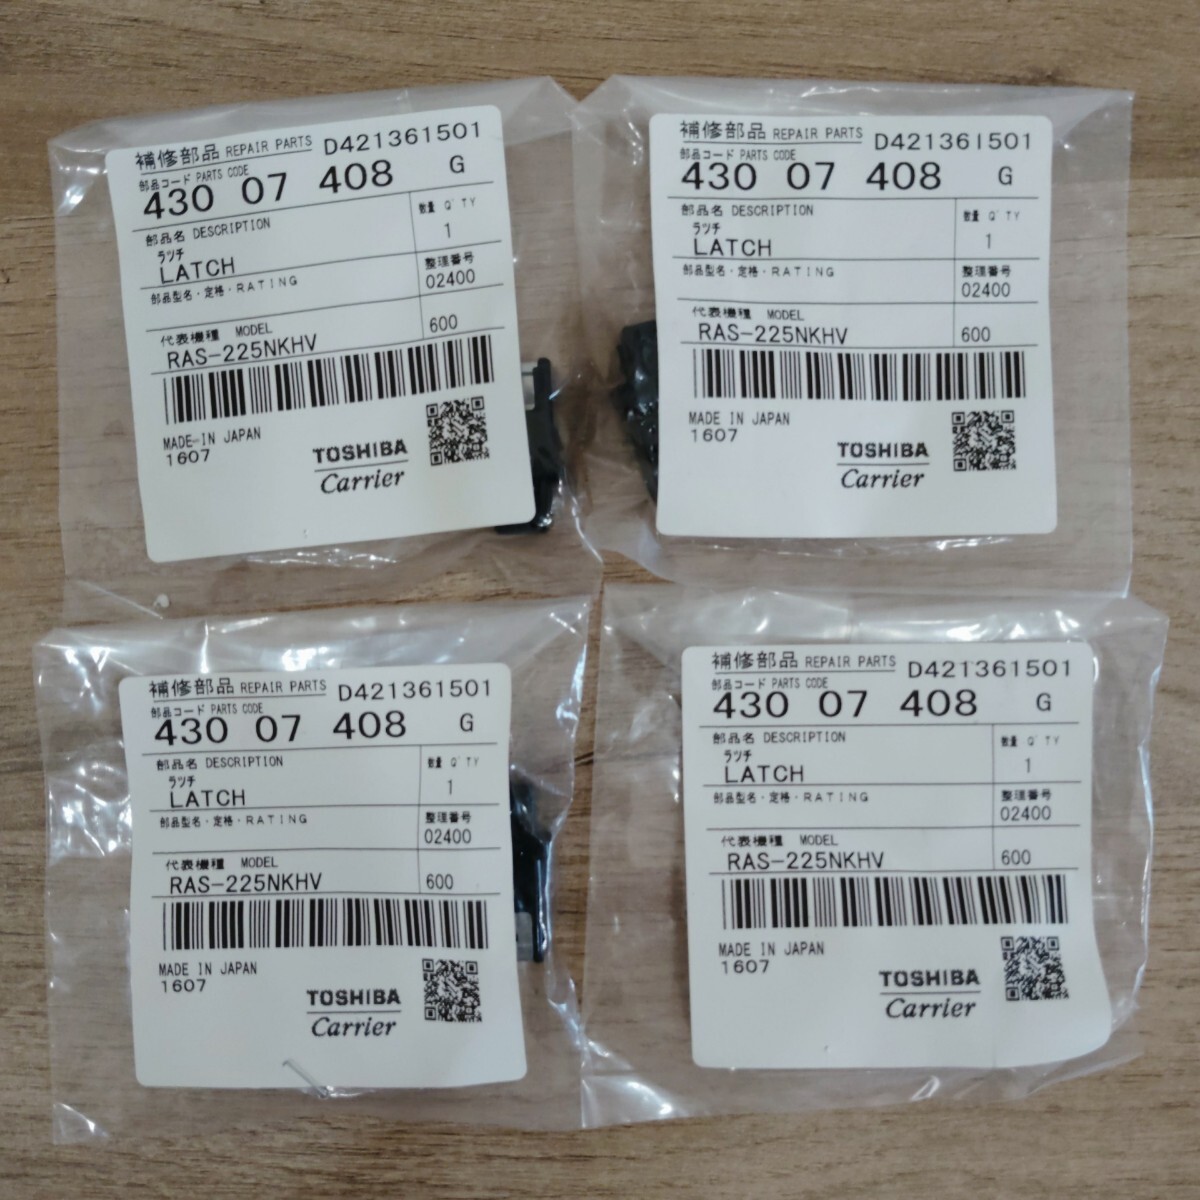 補修部品 REPAIR PARTS D421361501
部品コード PARTS CODE
430 07 408 G
部品名 DESCRIPTION 数量 Q'TY
ラツチ
LATCH 1
部品型名・定格・RATING 整理番号
02400
代表機種 MODEL
RAS-225NKHV 600
MADE IN JAPAN
1607
TOSHIBA
Carrier
補修部品 REPAIR PARTS D421361501
部品コード PARTS CODE
430 07 408 G
部品名 DESCRIPTION 数量 Q'TY
ラツチ
LATCH 1
部品型名・定格・RATING 整理番号
02400
代表機種 MODEL
RAS-225NKHV 600
MADE IN JAPAN
1607
TOSHIBA
Carrier
補修部品 REPAIR PARTS D421361501
部品コード PARTS CODE
430 07 408 G
部品名 DESCRIPTION 数量 Q'TY
ラツチ
LATCH 1
部品型名・定格・RATING 整理番号
02400
代表機種 MODEL
RAS-225NKHV 600
MADE IN JAPAN
1607
TOSHIBA
Carrier
補修部品 REPAIR PARTS D421361501
部品コード PARTS CODE
430 07 408 G
部品名 DESCRIPTION 数量 Q'TY
ラツチ
LATCH 1
部品型名・定格・RATING 整理番号
02400
代表機種 MODEL
RAS-225NKHV 600
MADE IN JAPAN
1607
TOSHIBA
Carrier